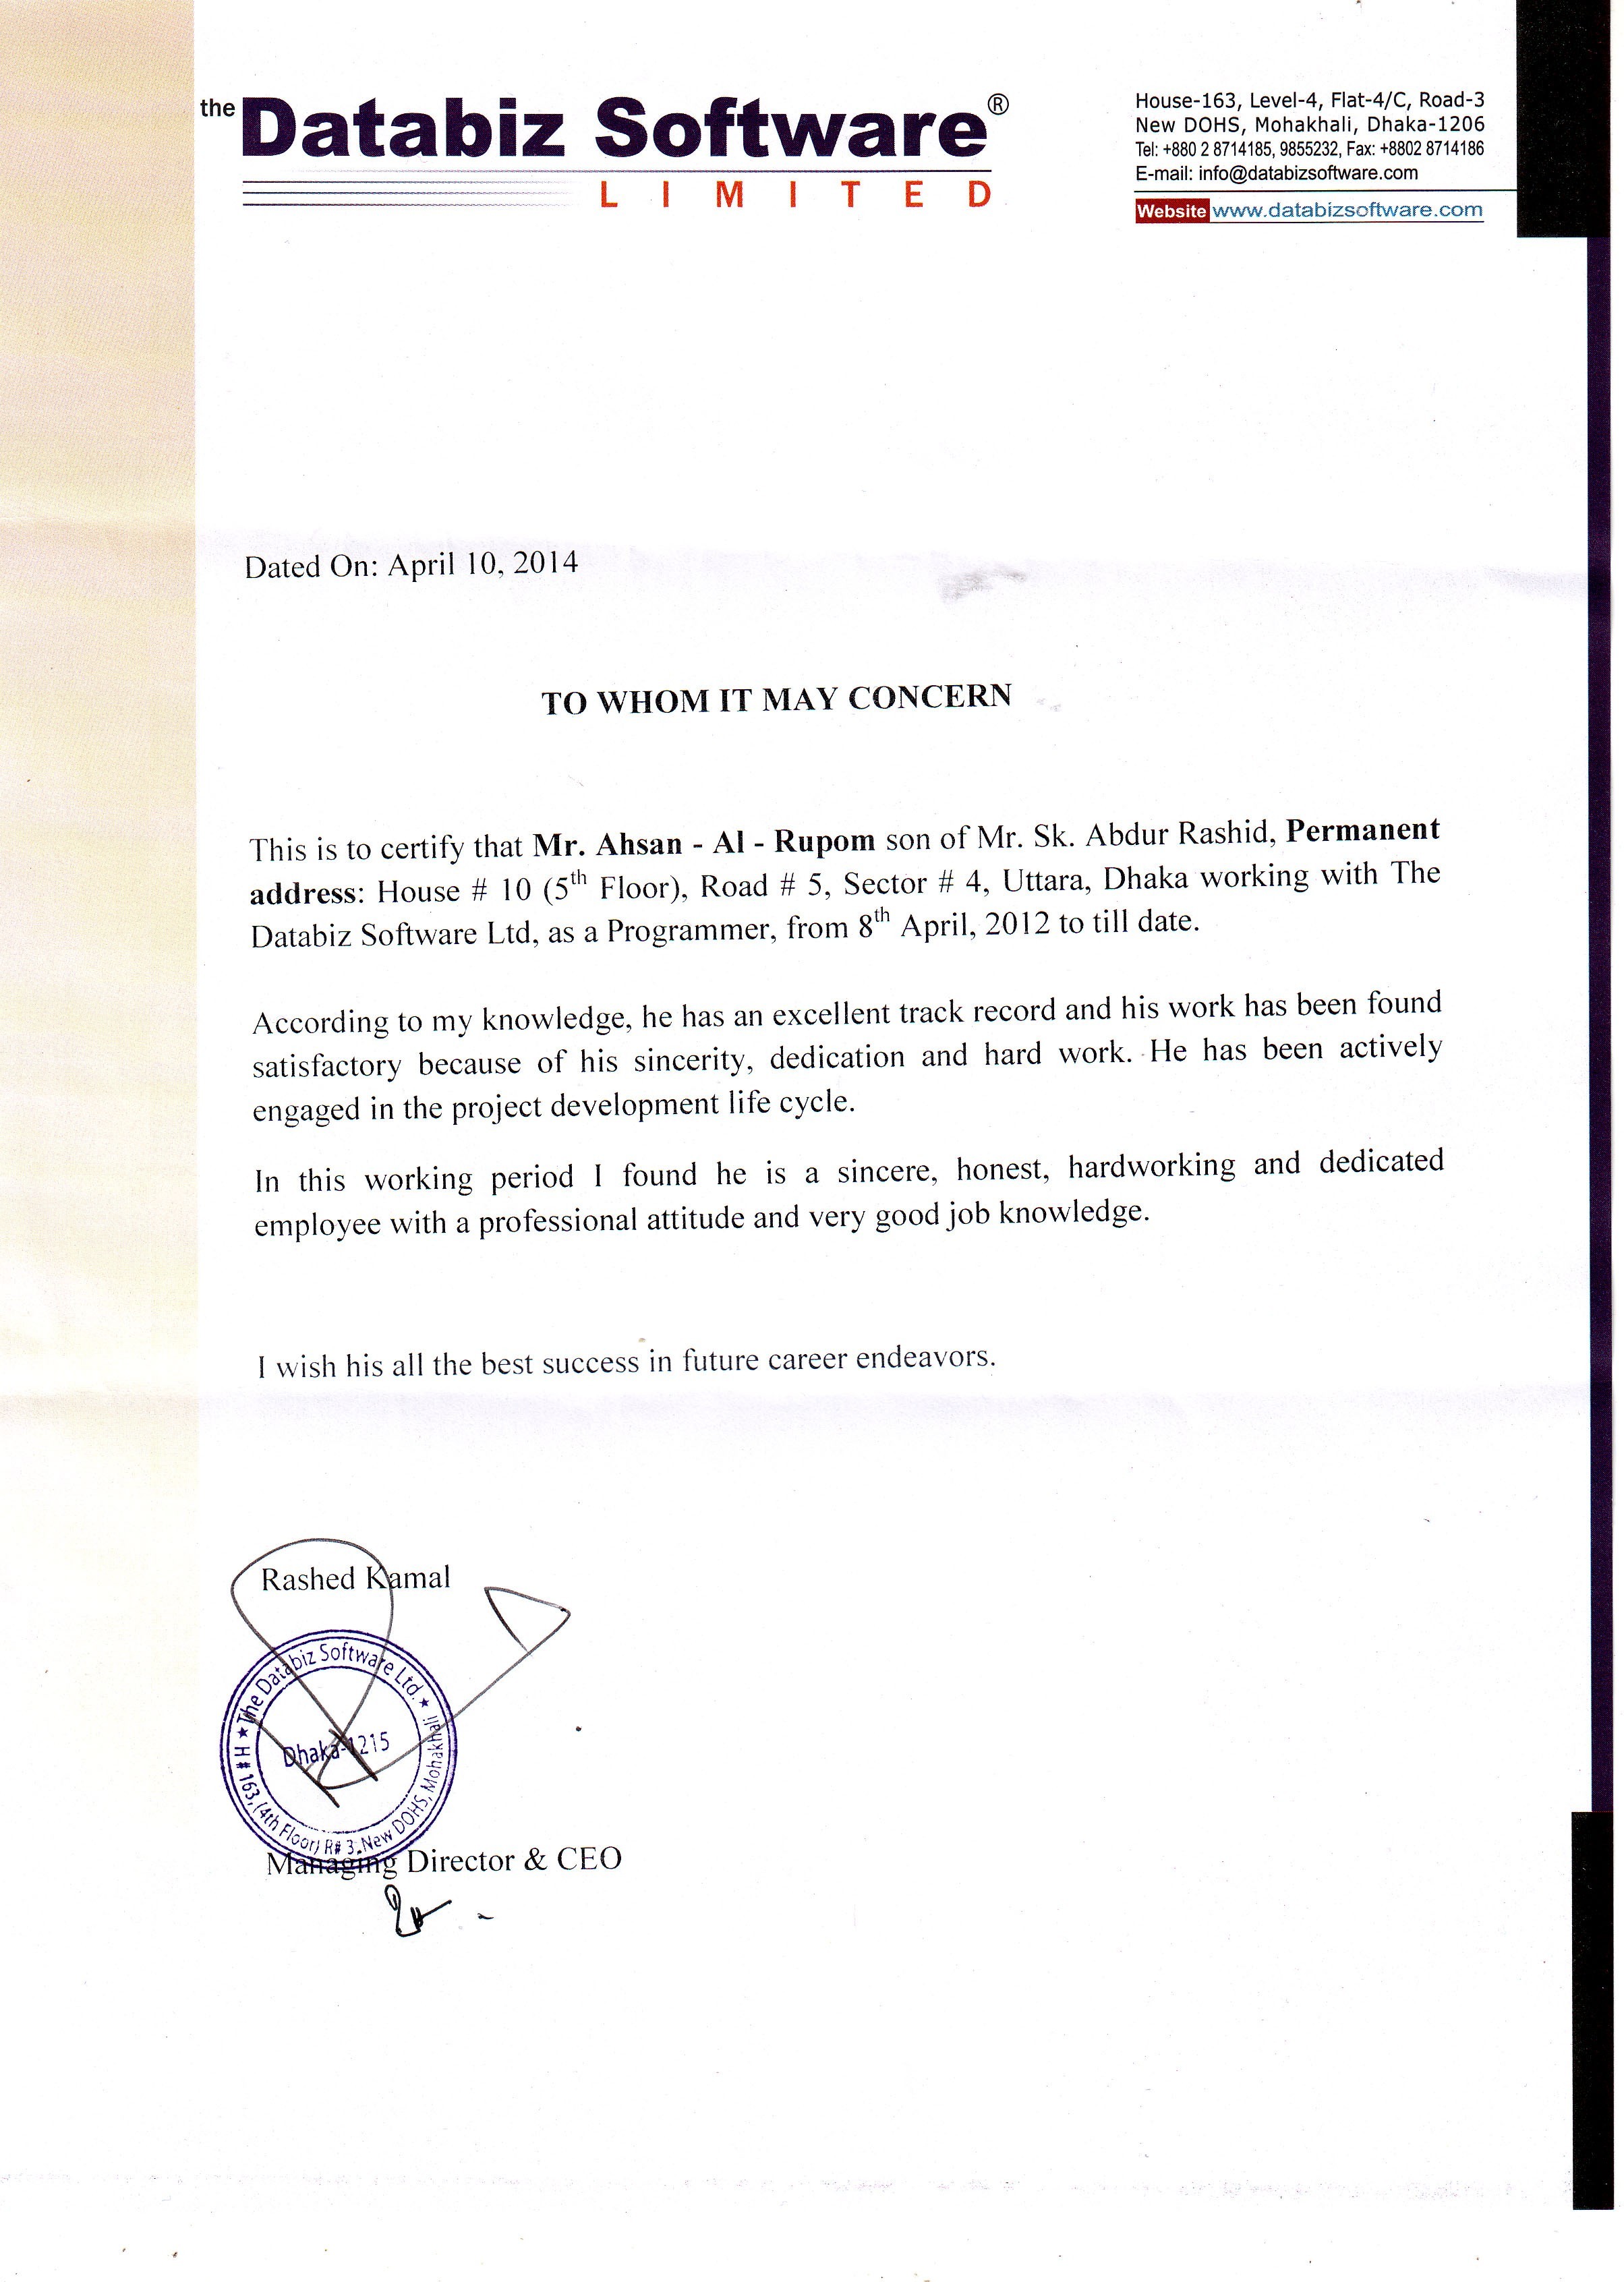 the Databiz Software®
LIMITED
House-163, Level-4, Flat-4/C, Road-3
New DOHS, Mohakhali, Dhaka-1206
Tel: +880 2 8714185, 9855232, Fax: +8802 8714186
E-mail: info@databizsoftware.com
Website www.databizsoftware.com
Dated On: April 10, 2014
TO WHOM IT MAY CONCERN
This is to certify that Mr. Ahsan - Al - Rupom son of Mr. Sk. Abdur Rashid, Permanent
address: House # 10 (5th Floor), Road # 5, Sector # 4, Uttara, Dhaka working with The
Databiz Software Ltd, as a Programmer, from 8th April, 2012 to till date.
According to my knowledge, he has an excellent track record and his work has been found
satisfactory because of his sincerity, dedication and hard work. He has been actively
engaged in the project development life cycle.
In this working period I found he is a sincere, honest, hardworking and dedicated
employee with a professional attitude and very good job knowledge.
I wish his all the best success in future career endeavors.
Rashed Kamal
★ The Databiz Software Ltd. ★
H# 163, (4th Floor) R# 3, New DOHS, Mohakhali
Dhaka-1215
Managing Director & CEO